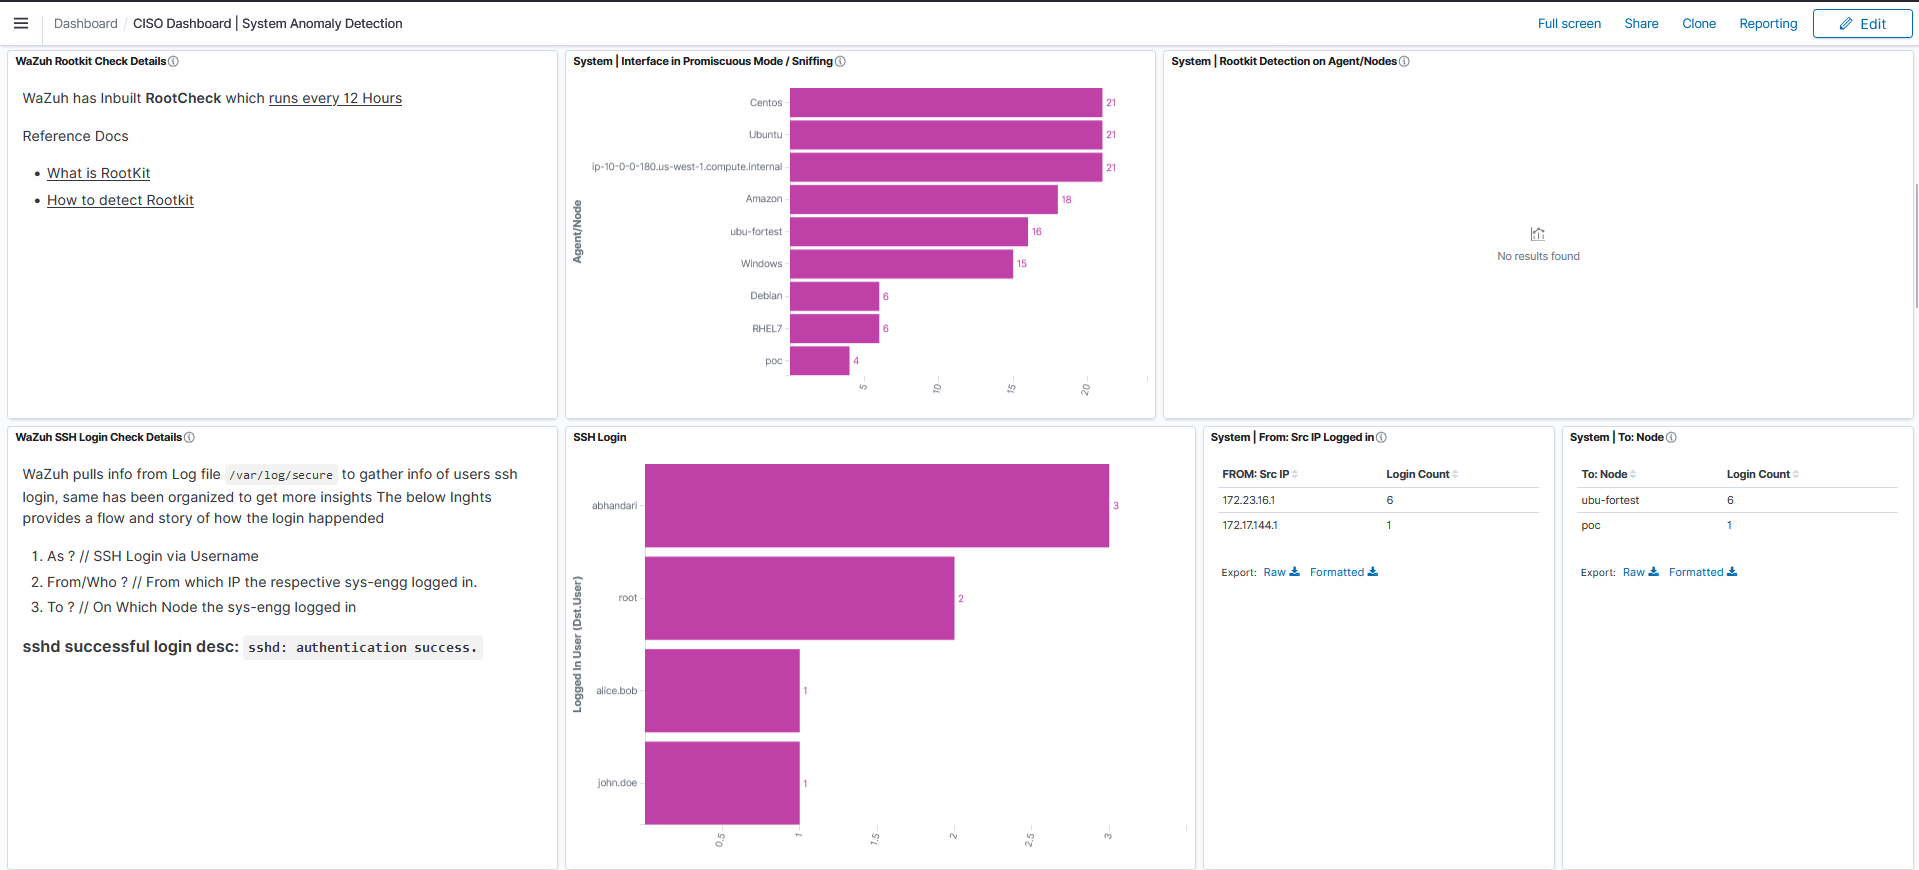 Dashboard / CISO Dashboard | System Anomaly Detection
Full screen
Share
Clone
Reporting
Edit
WaZuh Rootkit Check Details
WaZuh has Inbuilt RootCheck which runs every 12 Hours
Reference Docs
• What is RootKit
• How to detect Rootkit
System | Interface in Promiscuous Mode / Sniffing
Agent/Node
Centos 21
Ubuntu 21
ip-10-0-0-180.us-west-1.compute.internal 21
Amazon 18
ubu-fortest 16
Windows 15
Debian 6
RHEL7 6
poc 4
5 10 15 20
System | Rootkit Detection on Agent/Nodes
No results found
WaZuh SSH Login Check Details
WaZuh pulls info from Log file /var/log/secure to gather info of users ssh
login, same has been organized to get more insights The below Inghts
provides a flow and story of how the login happended
1. As ? // SSH Login via Username
2. From/Who ? // From which IP the respective sys-engg logged in.
3. To ? // On Which Node the sys-engg logged in
sshd successful login desc: sshd: authentication success.
SSH Login
Logged In User (Dst.User)
abhandari 3
root 2
alice.bob 1
john.doe 1
0.5 1 1.5 2 2.5 3
System | From: Src IP Logged in
FROM: Src IP Login Count
172.23.16.1 6
172.17.144.1 1
Export: Raw Formatted
System | To: Node
To: Node Login Count
ubu-fortest 6
poc 1
Export: Raw Formatted